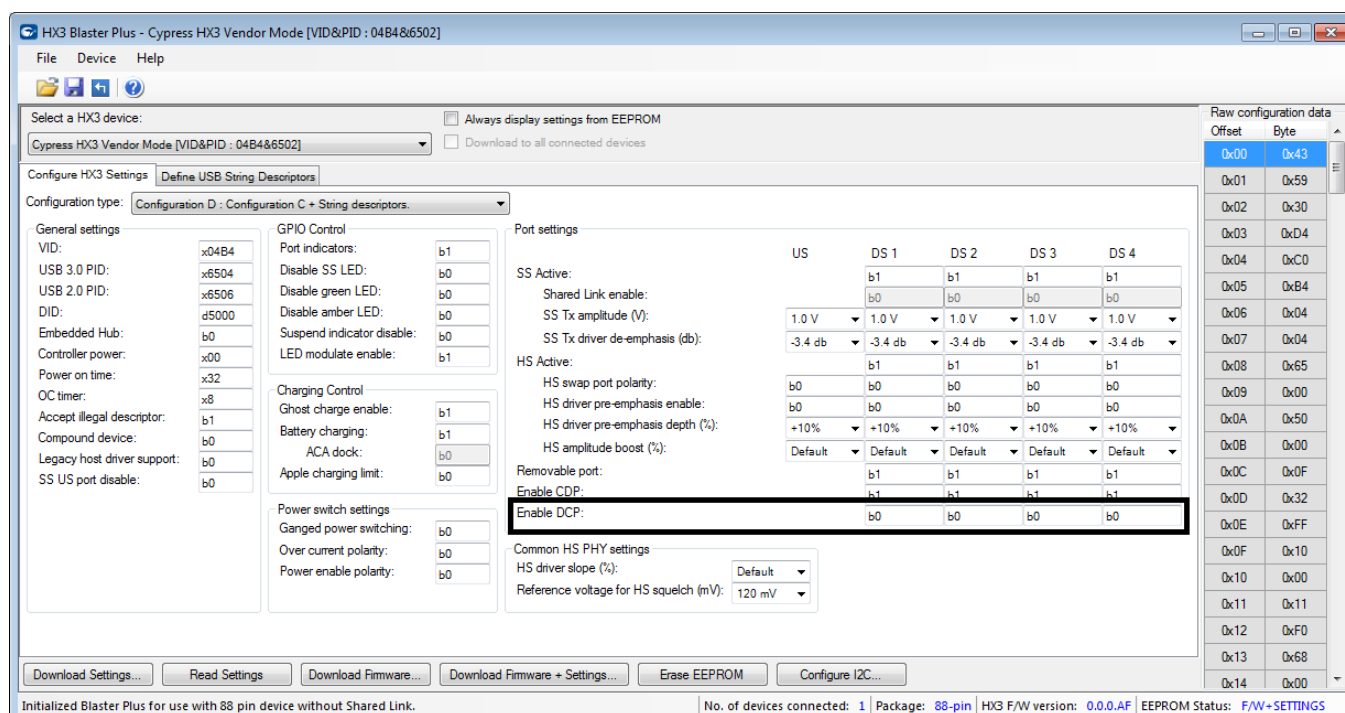 HX3 Blaster Plus - Cypress HX3 Vendor Mode [VID&PID : 04B4&6502]
File Device Help
Select a HX3 device:
Always display settings from EEPROM
Cypress HX3 Vendor Mode [VID&PID : 04B4&6502]
Download to all connected devices
Configure HX3 Settings Define USB String Descriptors
Configuration type: Configuration D : Configuration C + String descriptors.
General settings
VID: x04B4
USB 3.0 PID: x6504
USB 2.0 PID: x6506
DID: d5000
Embedded Hub: b0
Controller power: x00
Power on time: x32
OC timer: x8
Accept illegal descriptor: b1
Compound device: b0
Legacy host driver support: b0
SS US port disable: b0
GPIO Control
Port indicators: b1
Disable SS LED: b0
Disable green LED: b0
Disable amber LED: b0
Suspend indicator disable: b0
LED modulate enable: b1
Charging Control
Ghost charge enable: b1
Battery charging: b1
ACA dock: b0
Apple charging limit: b0
Power switch settings
Ganged power switching: b0
Over current polarity: b0
Power enable polarity: b0
Port settings
US DS 1 DS 2 DS 3 DS 4
SS Active: b1 b1 b1 b1
Shared Link enable: b0 b0 b0 b0
SS Tx amplitude (V): 1.0 V 1.0 V 1.0 V 1.0 V 1.0 V
SS Tx driver de-emphasis (db): -3.4 db -3.4 db -3.4 db -3.4 db -3.4 db
HS Active: b1 b1 b1 b1
HS swap port polarity: b0 b0 b0 b0 b0
HS driver pre-emphasis enable: b0 b0 b0 b0 b0
HS driver pre-emphasis depth (%): +10% +10% +10% +10% +10%
HS amplitude boost (%): Default Default Default Default Default
Removable port: b1 b1 b1 b1
Enable CDP: b1 b1 b1 b1
Enable DCP: b0 b0 b0 b0
Common HS PHY settings
HS driver slope (%): Default
Reference voltage for HS squelch (mV): 120 mV
Download Settings... Read Settings Download Firmware... Download Firmware + Settings... Erase EEPROM Configure I2C...
Raw configuration data
Offset Byte
0x00 0x43
0x01 0x59
0x02 0x30
0x03 0xD4
0x04 0xC0
0x05 0xB4
0x06 0x04
0x07 0x04
0x08 0x65
0x09 0x00
0x0A 0x50
0x0B 0x00
0x0C 0x0F
0x0D 0x32
0x0E 0xFF
0x0F 0x10
0x10 0x00
0x11 0x11
0x12 0xF0
0x13 0x68
0x14 0x00
Initialized Blaster Plus for use with 88 pin device without Shared Link.
No. of devices connected: 1 Package: 88-pin HX3 F/W version: 0.0.0.AF EEPROM Status: F/W+SETTINGS